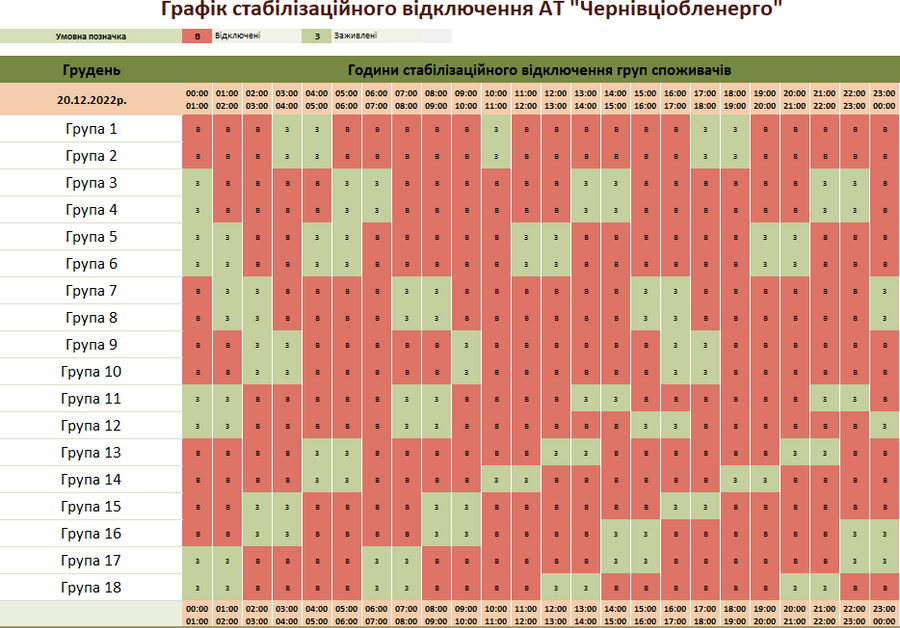 Графік стабілізаційного відключення АТ "Чернівціобленерго"
Умовна позначка В Відключені З Заживлені
Грудень Години стабілізаційного відключення груп споживачів
20.12.2022р.
00:00 01:00 02:00 03:00 04:00 05:00 06:00 07:00 08:00 09:00 10:00 11:00 12:00 13:00 14:00 15:00 16:00 17:00 18:00 19:00 20:00 21:00 22:00 23:00
01:00 02:00 03:00 04:00 05:00 06:00 07:00 08:00 09:00 10:00 11:00 12:00 13:00 14:00 15:00 16:00 17:00 18:00 19:00 20:00 21:00 22:00 23:00 00:00
Група 1 В В В З З В В В В В З В В В В В В З З В В В В В
Група 2 В В В З З В В В В В З В В В В В В З З В В В В В
Група 3 З В В В В З З В В В В В В З З В В В В В В З З В
Група 4 З В В В В З З В В В В В В З З В В В В В В З З В
Група 5 З З В В З З В В В В В З З В В В В В В З З В В В
Група 6 З З В В З З В В В В В З З В В В В В В З З В В В
Група 7 В З З В В В В З З В В В В В В З З В В В В В В З
Група 8 В З З В В В В З З В В В В В В З З В В В В В В З
Група 9 В В З З В В В В В З В В В В В В З З В В В В В В
Група 10 В В З З В В В В В З В В В В В В З З В В В В В В
Група 11 З З В В В В В З З В В В В З З В В В В В В З З В
Група 12 З З В В В В В З З В В В В В В З З В В В В В В З
Група 13 В В В В З З В В В В В В З З В В В В В В З З В В
Група 14 В В В В З З В В В В З З В В В В В В З З В В В В
Група 15 В В З З В В В В З З В В В В В В З З В В В В В В
Група 16 В В З З В В В В З З В В В В З З В В В В В В З З
Група 17 З З В В В В З З В В В В В В З З В В В В В В З З
Група 18 З З В В В В З З В В В В З З В В В В В В З З В В
00:00 01:00 02:00 03:00 04:00 05:00 06:00 07:00 08:00 09:00 10:00 11:00 12:00 13:00 14:00 15:00 16:00 17:00 18:00 19:00 20:00 21:00 22:00 23:00
01:00 02:00 03:00 04:00 05:00 06:00 07:00 08:00 09:00 10:00 11:00 12:00 13:00 14:00 15:00 16:00 17:00 18:00 19:00 20:00 21:00 22:00 23:00 00:00